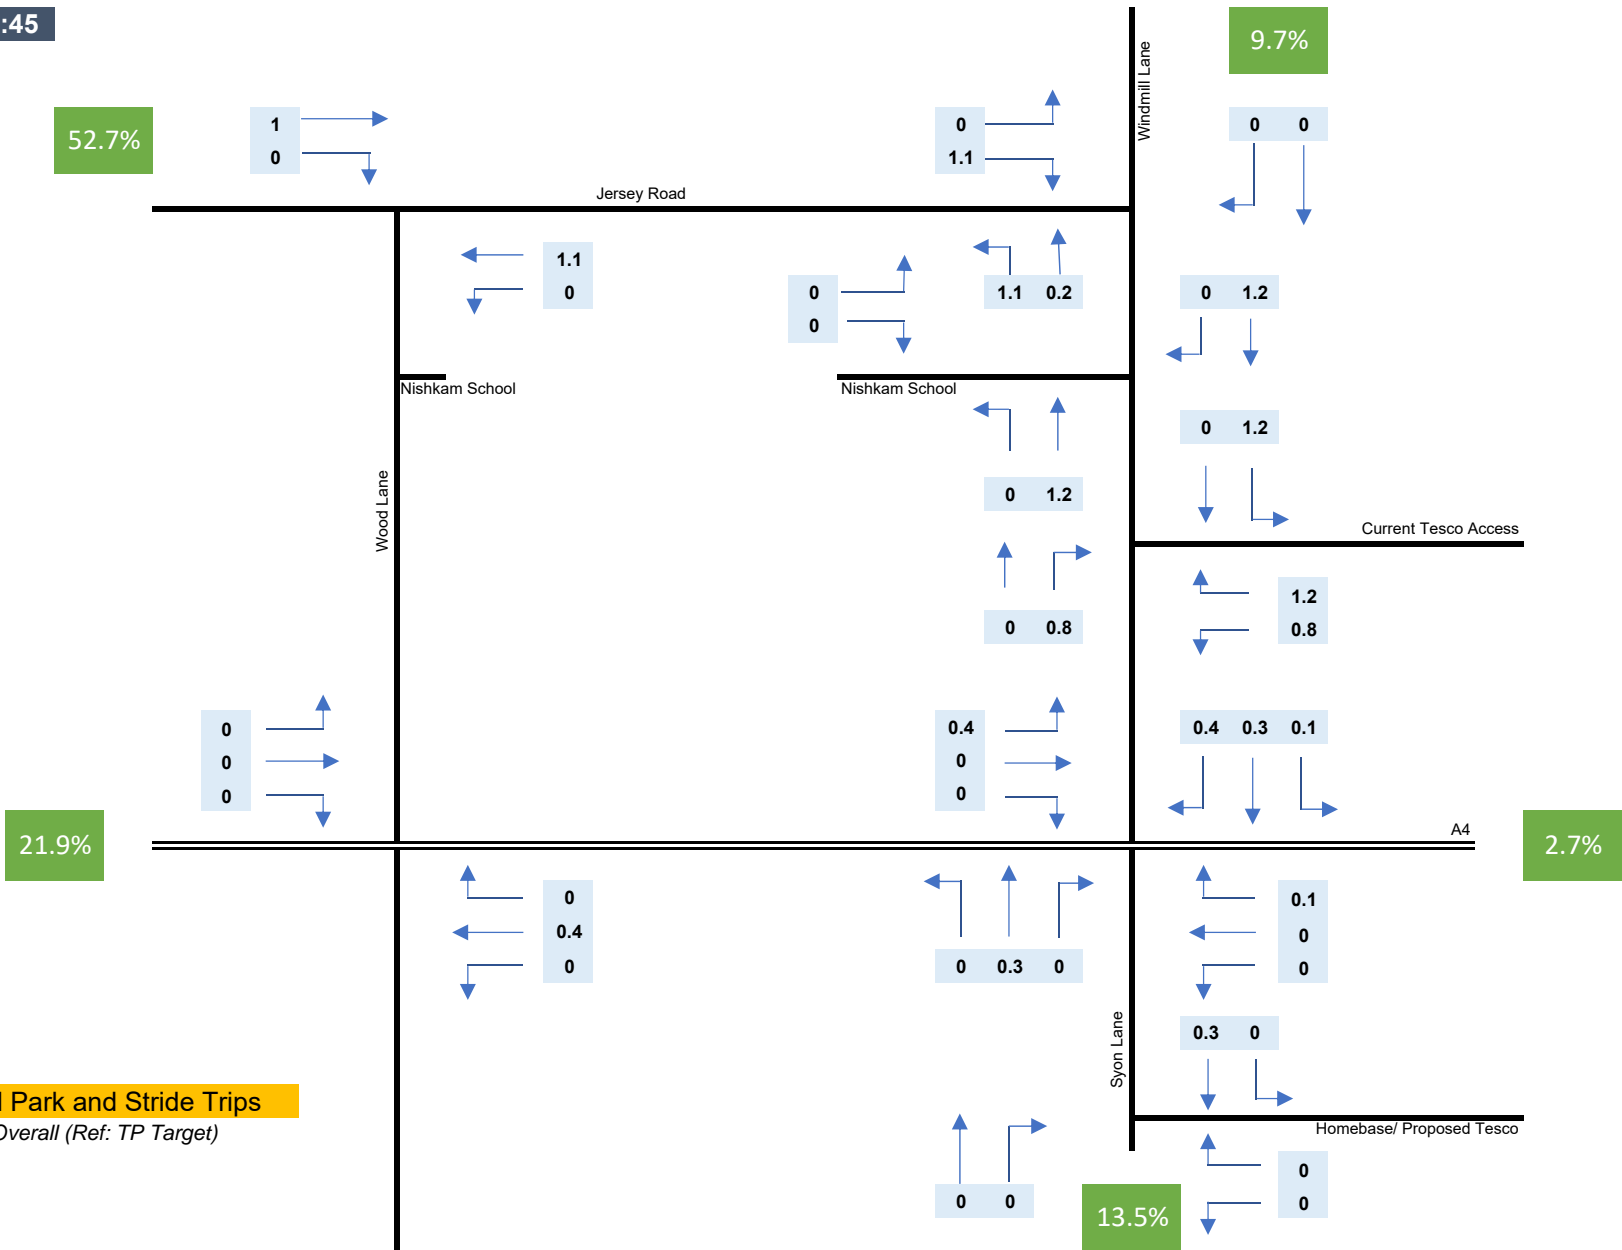 :45
9.7%
Windmill Lane
52.7%
1
0
0
1.1
0 0
Jersey Road
1.1
0
0
0
1.1 0.2
0 1.2
Nishkam School
Nishkam School
0 1.2
0 1.2
Wood Lane
Current Tesco Access
1.2
0.8
0 0.8
0
0
0
0.4
0
0
0.4 0.3 0.1
21.9%
A4
2.7%
0
0.4
0
0 0.3 0
0.1
0
0
Syon Lane
0.3 0
Park and Stride Trips
Overall (Ref: TP Target)
Homebase/ Proposed Tesco
0
0
0 0
13.5%